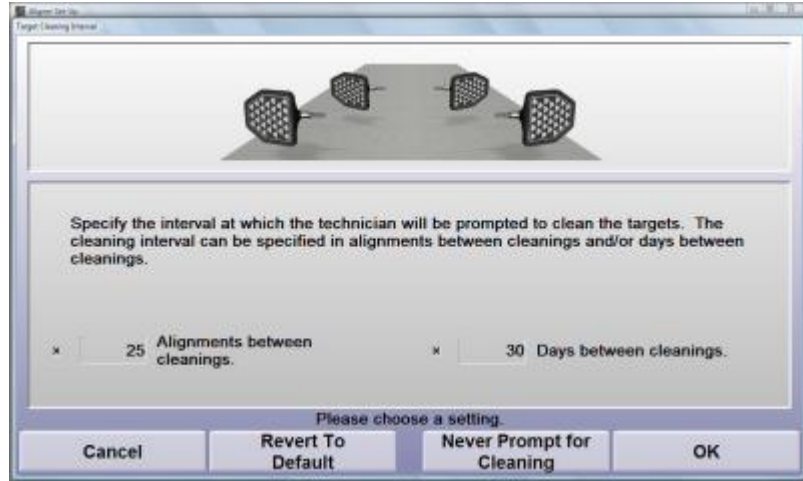 Aligner Set-Up
Target Cleaning Interval
Specify the interval at which the technician will be prompted to clean the targets. The
cleaning interval can be specified in alignments between cleanings and/or days between
cleanings.
× 25 Alignments between
cleanings.
× 30 Days between cleanings.
Please choose a setting.
Cancel
Revert To
Default
Never Prompt for
Cleaning
OK